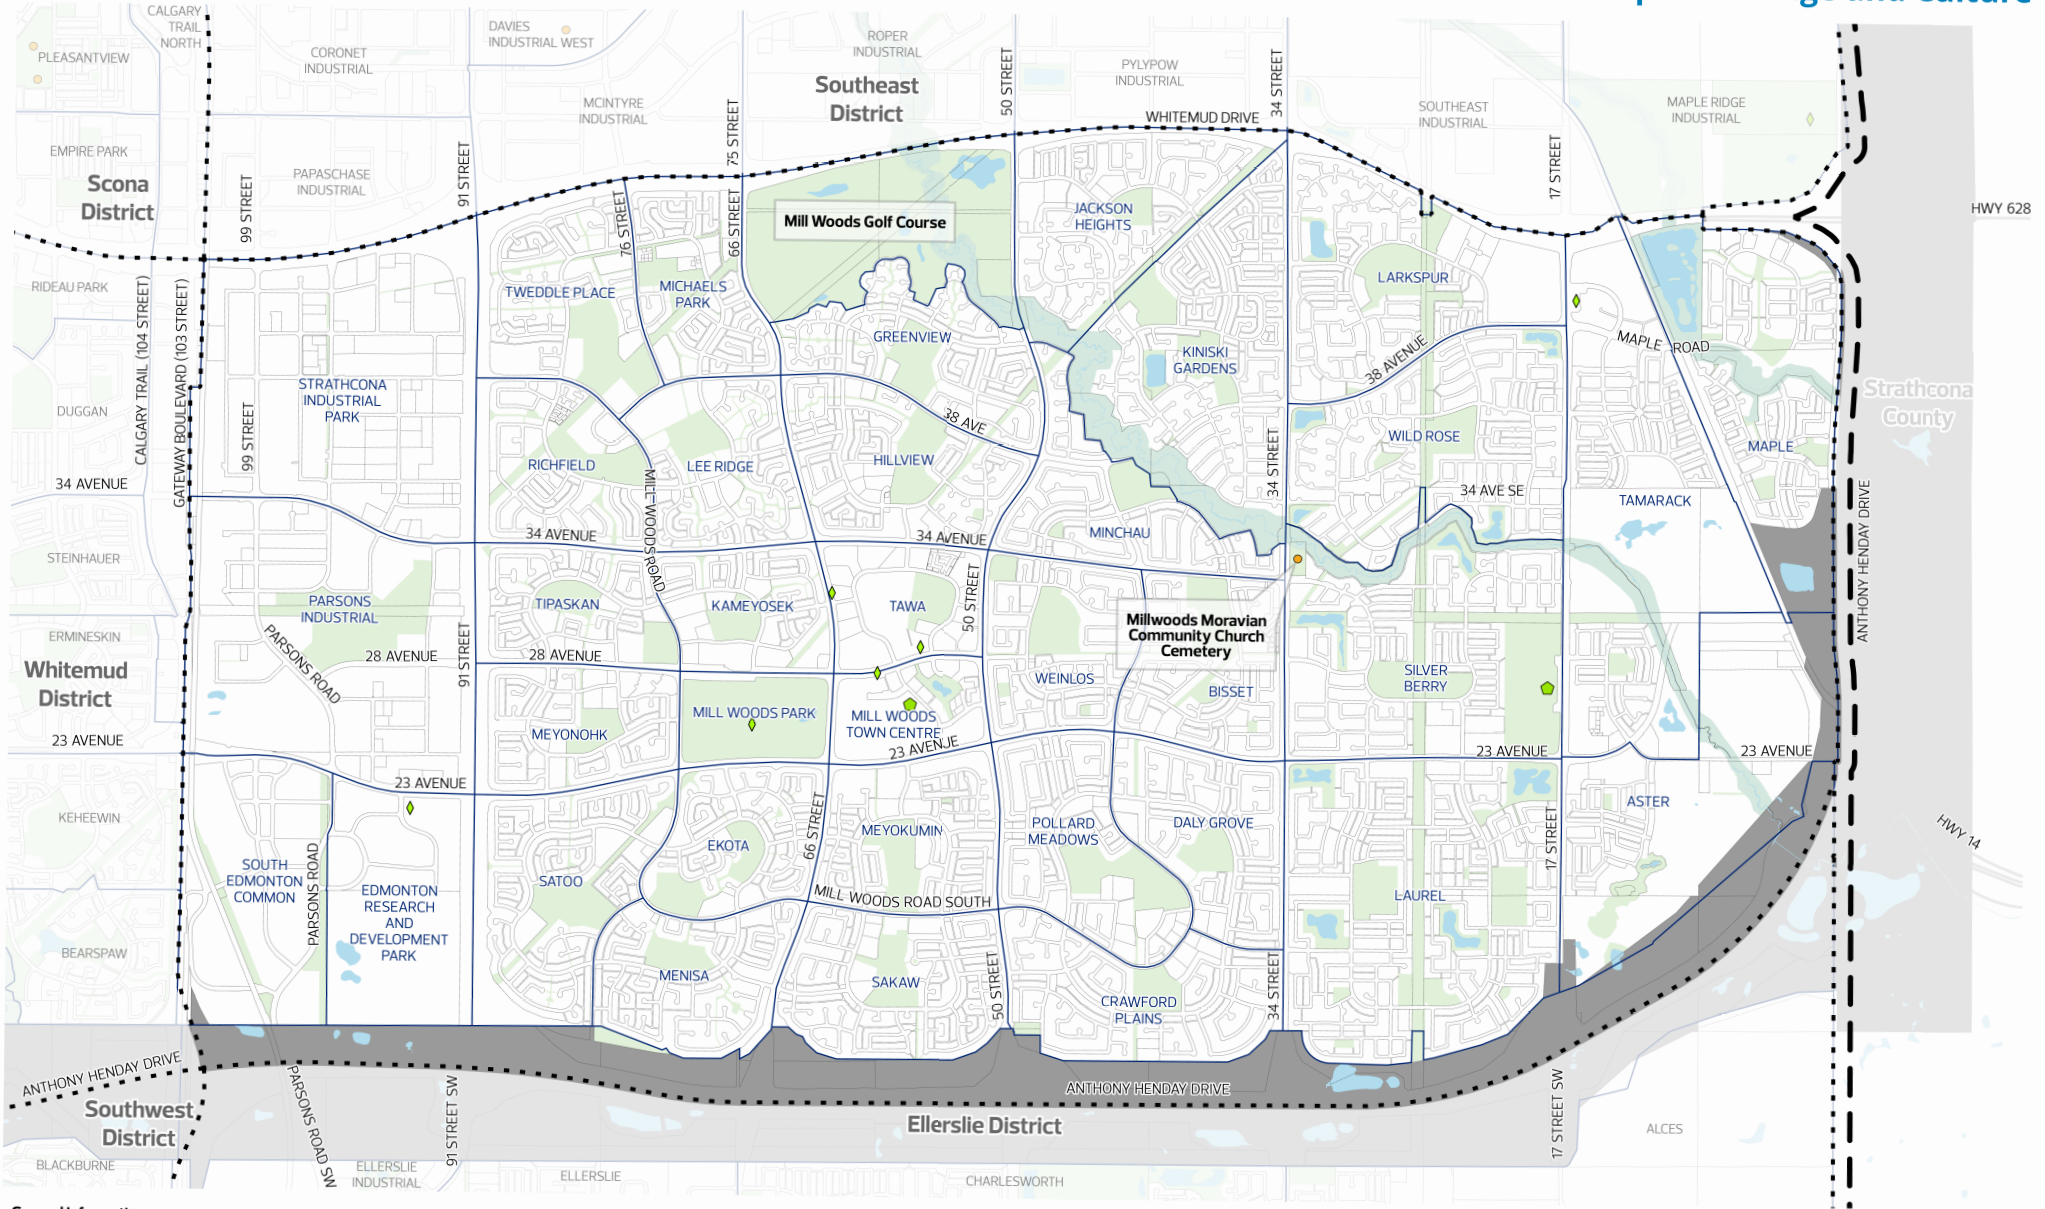 CALGARY
TRAIL
NORTH
PLEASANTVIEW
CORONET
INDUSTRIAL
DAVIES
INDUSTRIAL WEST
ROPER
INDUSTRIAL
and Culture
PYLYPOW
INDUSTRIAL
MCINTYRE
INDUSTRIAL
Southeast
District
50 STREET
34 STREET
SOUTHEAST
INDUSTRIAL
MAPLE RIDGE
INDUSTRIAL
WHITEMUD DRIVE
EMPIRE PARK
Scona
District
PAPASCHASE
INDUSTRIAL
99 STREET
91 STREET
75 STREET
66 STREET
76 STREET
17 STREET
HWY 628
Mill Woods Golf Course
JACKSON
HEIGHTS
RIDEAU PARK
CALGARY TRAIL (104 STREET)
GATEWAY BOULEVARD (103 STREET)
TWEDDLE PLACE
MICHAELS
PARK
GREENVIEW
LARKSPUR
KINISKI
GARDENS
38 AVENUE
MAPLE ROAD
STRATHCONA
INDUSTRIAL
PARK
Strathcona
County
DUGGAN
99 STREET
38 AVE
WILD ROSE
MAPLE
RICHFIELD
LEE RIDGE
HILLVIEW
34 STREET
34 AVENUE
34 AVE SE
TAMARACK
MILL WOODS ROAD
34 AVENUE
34 AVENUE
MINCHAU
ANTHONY HENDAY DRIVE
STEINHAUER
PARSONS
INDUSTRIAL
TIPASKAN
KAMEYOSEK
TAWA
50 STREET
Millwoods Moravian
Community Church
Cemetery
ERMINESKIN
Whitemud
District
PARSONS ROAD
28 AVENUE
91 STREET
28 AVENUE
WEINLOS
BISSET
SILVER
BERRY
MEYONOHK
MILL WOODS PARK
MILL WOODS
TOWN CENTRE
23 AVENUE
23 AVENUE
23 AVENUE
23 AVENUE
23 AVENUE
KEHEEWIN
ASTER
HWY 14
SOUTH
EDMONTON
COMMON
PARSONS ROAD
EDMONTON
RESEARCH
AND
DEVELOPMENT
PARK
SATOO
EKOTA
66 STREET
MEYOKUMIN
POLLARD
MEADOWS
DALY GROVE
17 STREET
LAUREL
MILL WOODS ROAD SOUTH
BEARSPAW
MENISA
SAKAW
50 STREET
CRAWFORD
PLAINS
34 STREET
ANTHONY HENDAY DRIVE
ANTHONY HENDAY DRIVE
Southwest
District
PARSONS ROAD SW
91 STREET SW
Ellerslie District
17 STREET SW
ALCES
BLACKBURNE
ELLERSLIE
INDUSTRIAL
ELLERSLIE
CHARLESWORTH